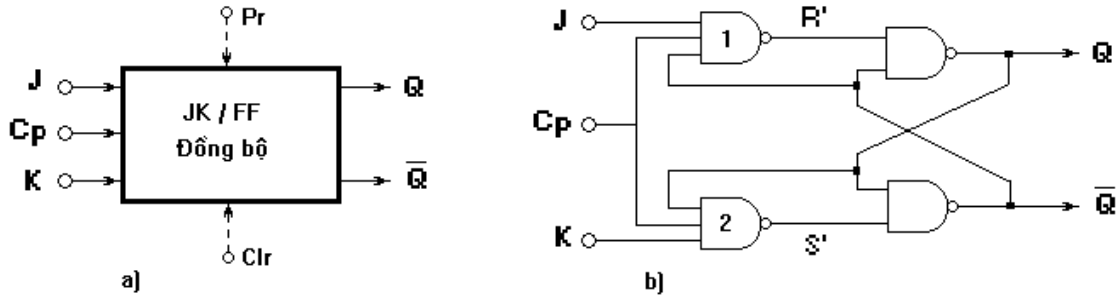 Pr
J
Cp
K
JK / FF
Đồng bộ
Q
Q̅
Clr
a)
J
Cp
K
1
2
R'
S'
Q
Q̅
b)